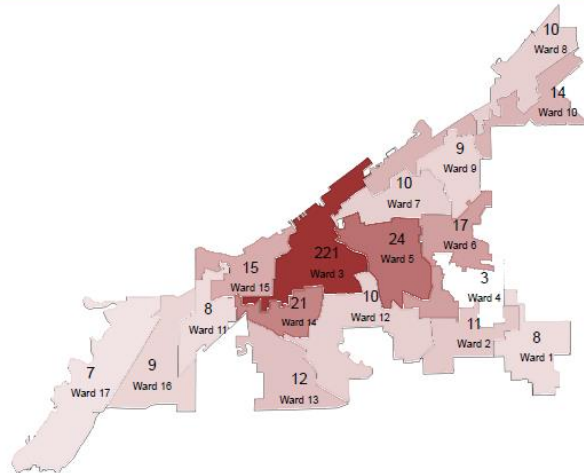 10
Ward 8
14
Ward 10
9
Ward 9
10
Ward 7
17
Ward 6
24
Ward 5
221
Ward 3
3
Ward 4
15
Ward 15
21
Ward 14
10
Ward 12
8
Ward 11
11
Ward 2
8
Ward 1
9
Ward 16
7
Ward 17
12
Ward 13